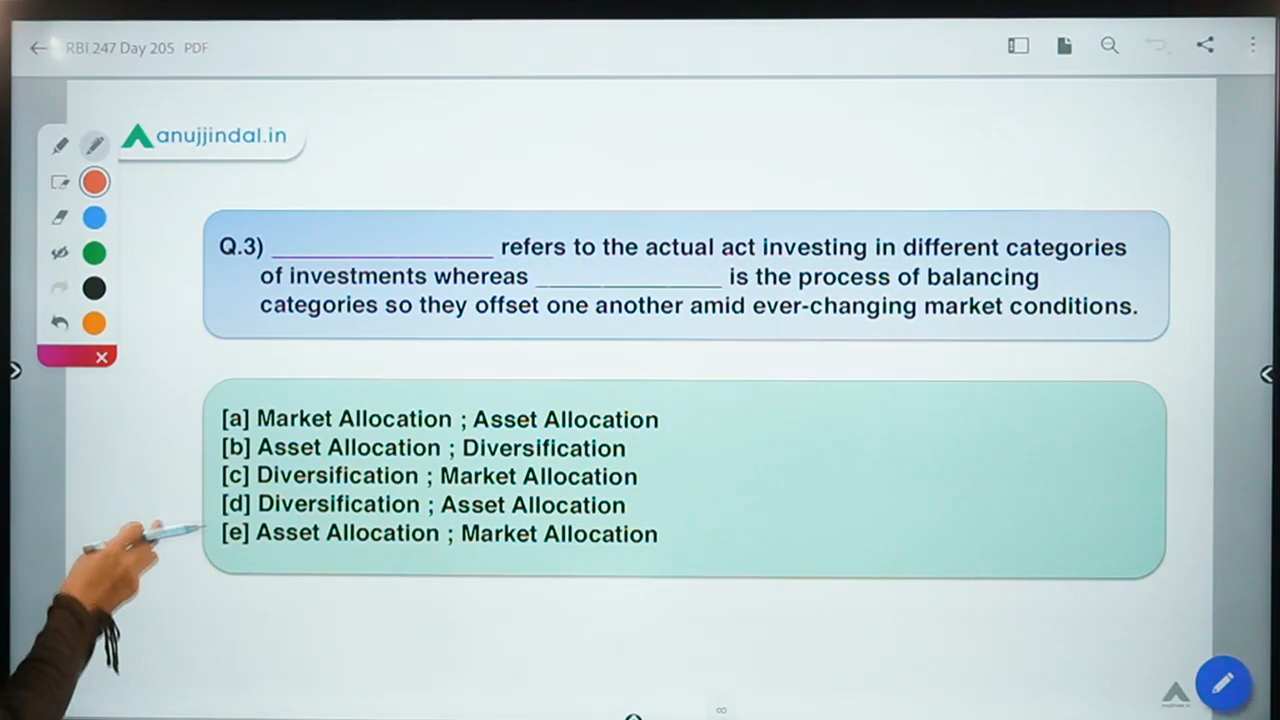 RBI 247 Day 205 PDF
anujjindal.in
Q.3) ________________ refers to the actual act investing in different categories
of investments whereas ______________ is the process of balancing
categories so they offset one another amid ever-changing market conditions.
[a] Market Allocation ; Asset Allocation
[b] Asset Allocation ; Diversification
[c] Diversification ; Market Allocation
[d] Diversification ; Asset Allocation
[e] Asset Allocation ; Market Allocation